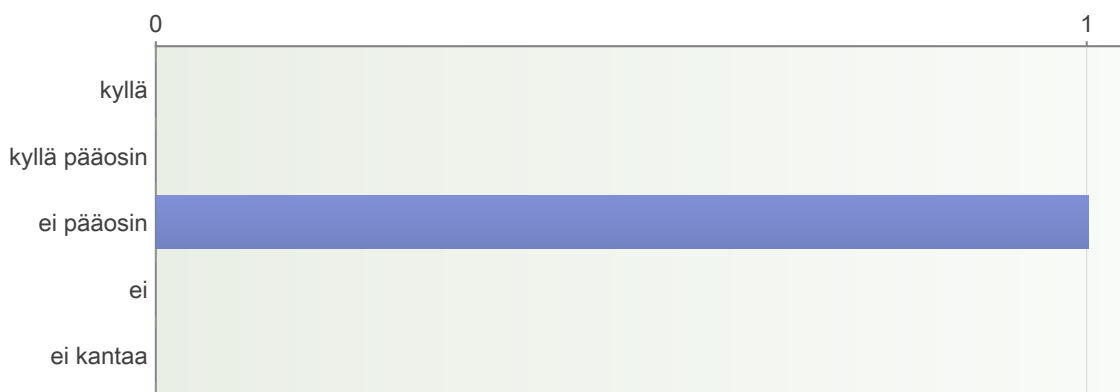 0 1
kyllä
kyllä pääosin
ei pääosin
ei
ei kantaa